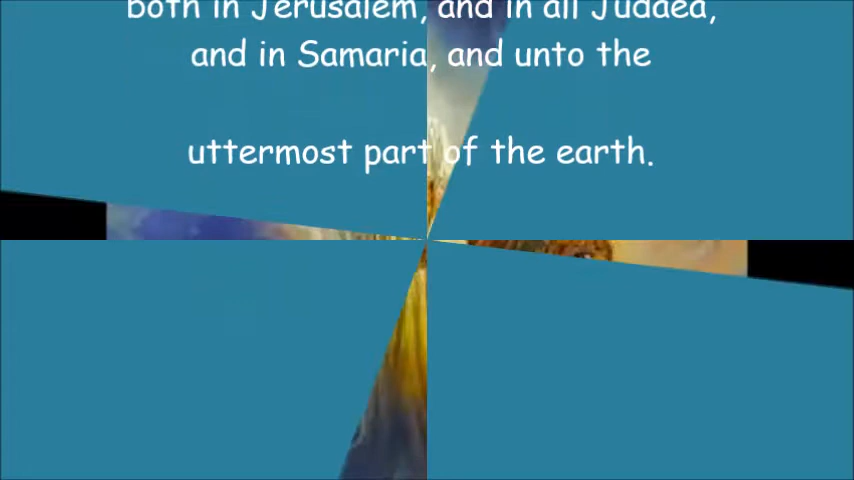 both in Jerusalem, and in all Judaea,
and in Samaria, and unto the
uttermost part of the earth.